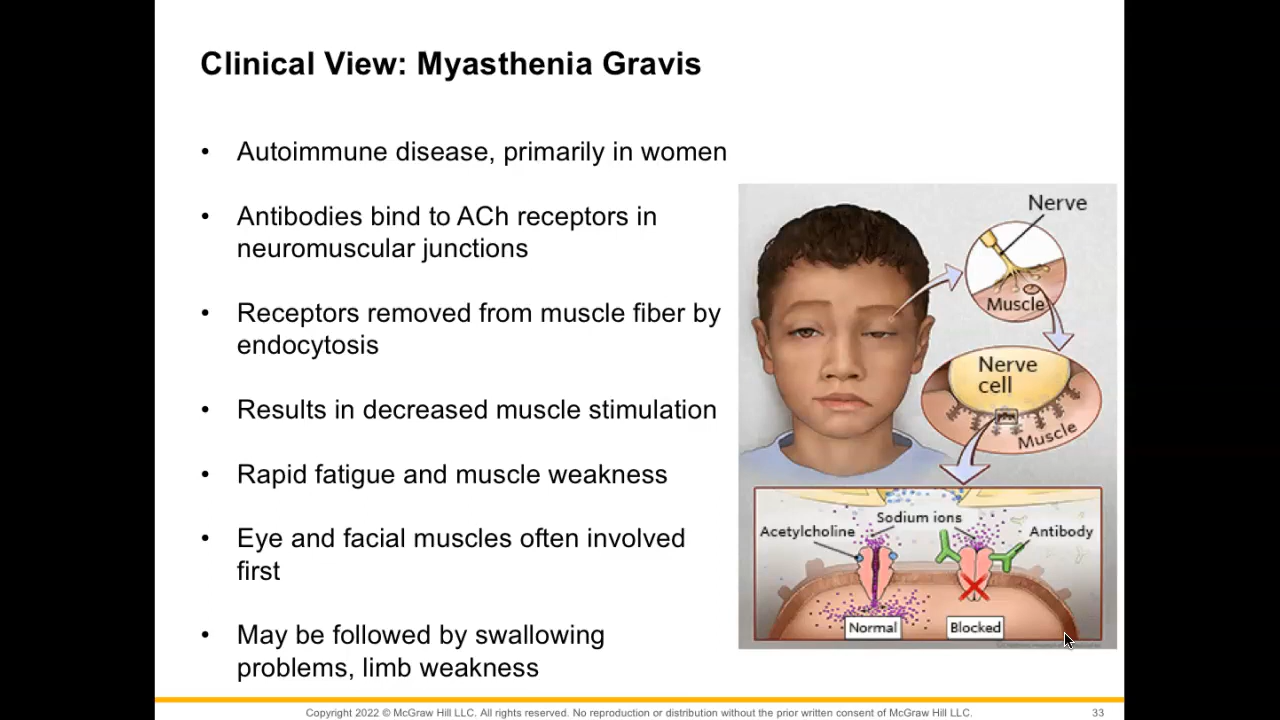 Clinical View: Myasthenia Gravis
• Autoimmune disease, primarily in women
• Antibodies bind to ACh receptors in
neuromuscular junctions
• Receptors removed from muscle fiber by
endocytosis
• Results in decreased muscle stimulation
• Rapid fatigue and muscle weakness
• Eye and facial muscles often involved
first
• May be followed by swallowing
problems, limb weakness
Nerve
Muscle
Nerve
cell
Muscle
Sodium ions
Acetylcholine
Antibody
Normal
Blocked
Copyright 2022 © McGraw Hill LLC. All rights reserved. No reproduction or distribution without the prior written consent of McGraw Hill LLC.
33